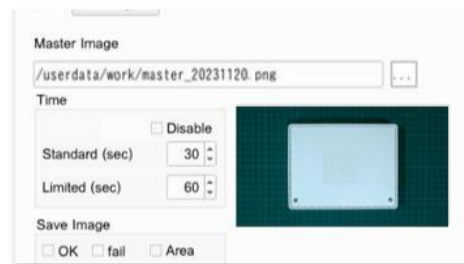 Master Image
/userdata/work/master_20231120.png
...
Time
Disable
Standard (sec) 30
Limited (sec) 60
Save Image
OK fail Area